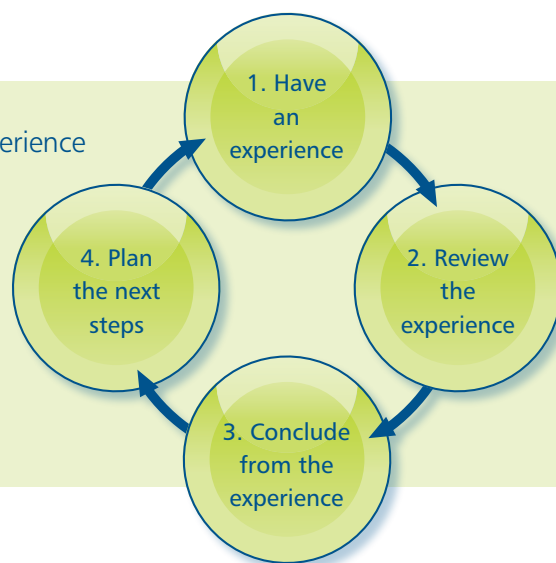 1. Have
an
experience
erience
2. Review
the
experience
3. Conclude
from the
experience
4. Plan
the next
steps